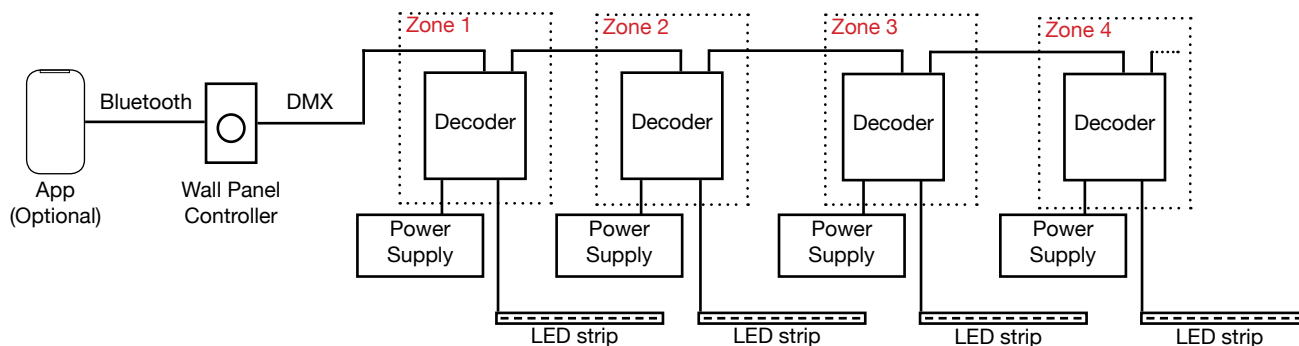 Zone 1
Zone 2
Zone 3
Zone 4
Bluetooth
DMX
Decoder
Decoder
Decoder
Decoder
App
(Optional)
Wall Panel
Controller
Power
Supply
Power
Supply
Power
Supply
Power
Supply
LED strip
LED strip
LED strip
LED strip